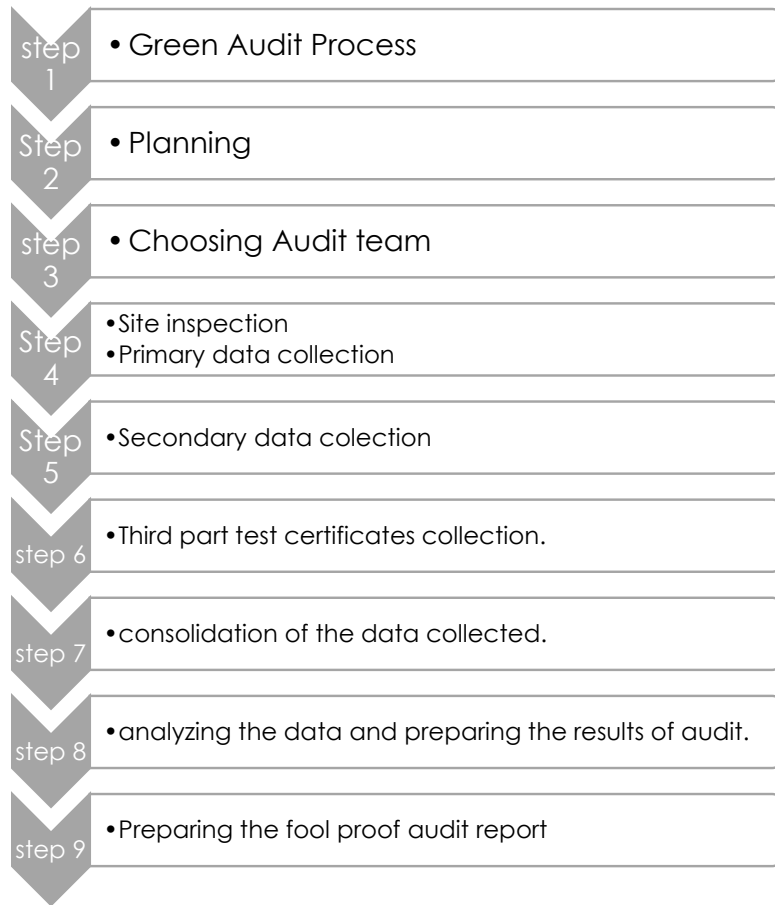 step
1
• Green Audit Process
Step
2
• Planning
step
3
• Choosing Audit team
Step
4
•Site inspection
•Primary data collection
Step
5
•Secondary data colection
step 6
•Third part test certificates collection.
step 7
•consolidation of the data collected.
step 8
•analyzing the data and preparing the results of audit.
step 9
•Preparing the fool proof audit report